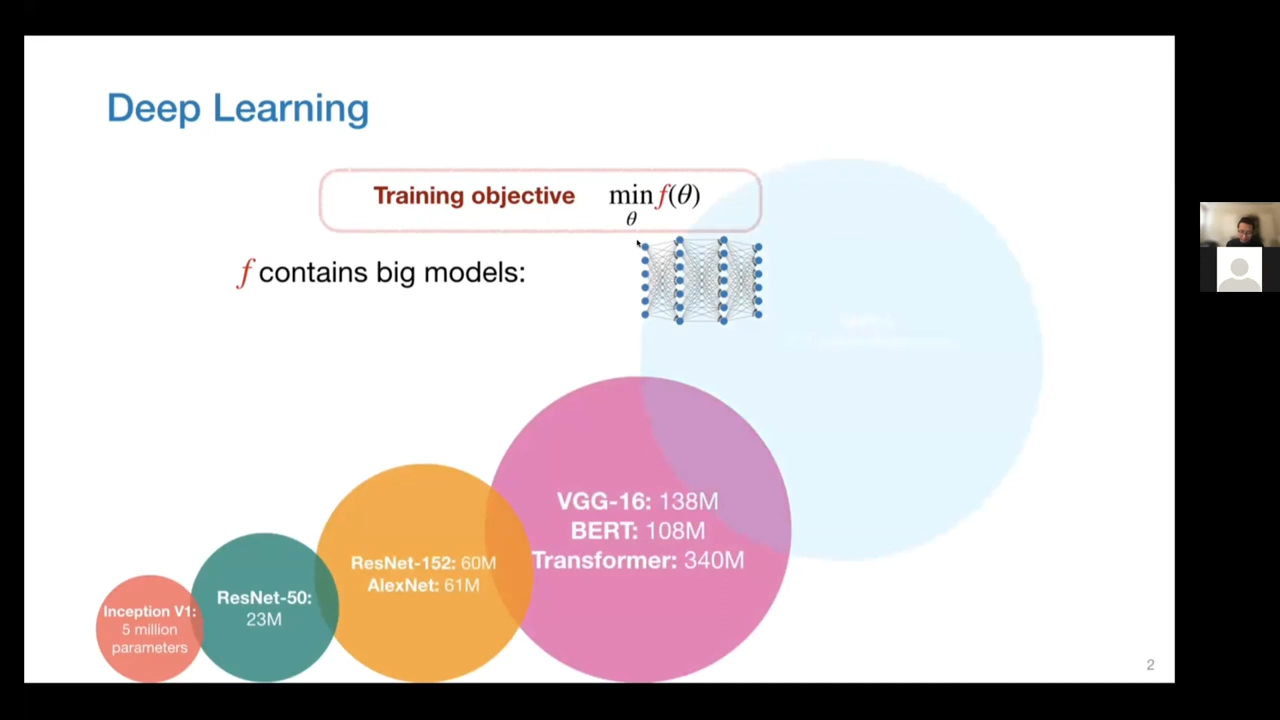 Deep Learning
Training objective min f(θ)
θ
f contains big models:
VGG-16: 138M
BERT: 108M
Transformer: 340M
ResNet-152: 60M
AlexNet: 61M
ResNet-50:
23M
Inception V1:
5 million
parameters
2